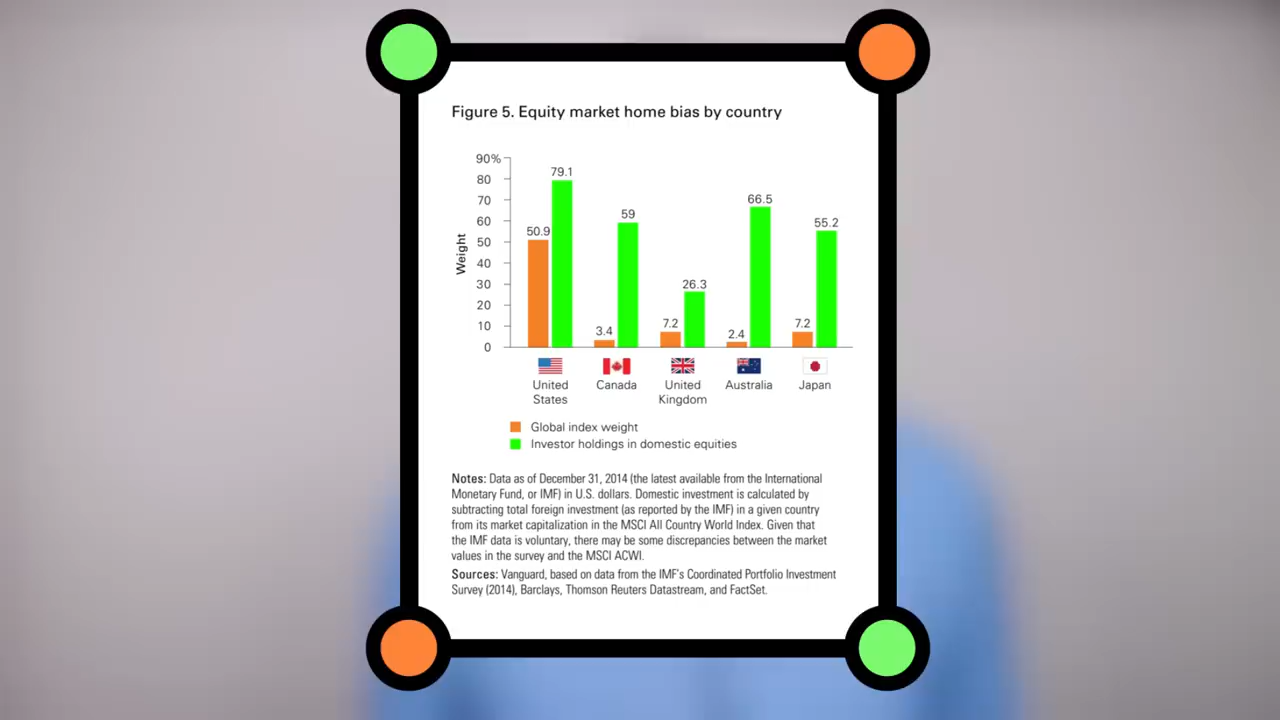 Figure 5. Equity market home bias by country
90%
80
70
60
50
40
30
20
10
0
Weight
50.9
79.1
3.4
59
7.2
26.3
2.4
66.5
7.2
55.2
United
States
Canada
United
Kingdom
Australia
Japan
Global index weight
Investor holdings in domestic equities
Notes: Data as of December 31, 2014 (the latest available from the International
Monetary Fund, or IMF) in U.S. dollars. Domestic investment is calculated by
subtracting total foreign investment (as reported by the IMF) in a given country
from its market capitalization in the MSCI All Country World Index. Given that
the IMF data is voluntary, there may be some discrepancies between the market
values in the survey and the MSCI ACWI.
Sources: Vanguard, based on data from the IMF's Coordinated Portfolio Investment
Survey (2014), Barclays, Thomson Reuters Datastream, and FactSet.